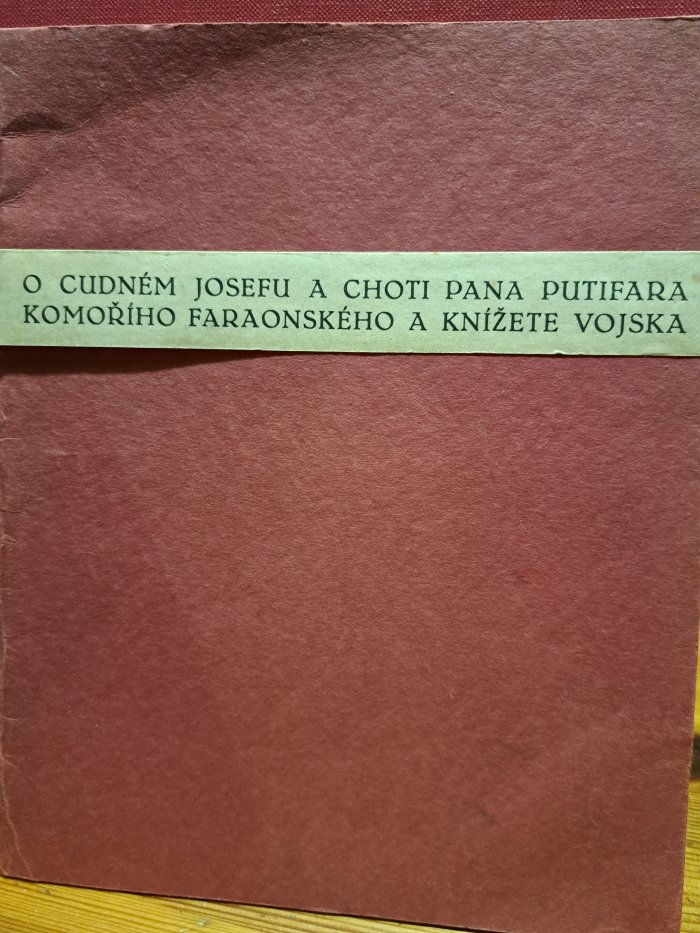 O CUDNÉM JOSEFU A CHOTI PANA PUTIFARA
KOMOŘÍHO FARAONSKÉHO A KNÍŽETE VOJSKA